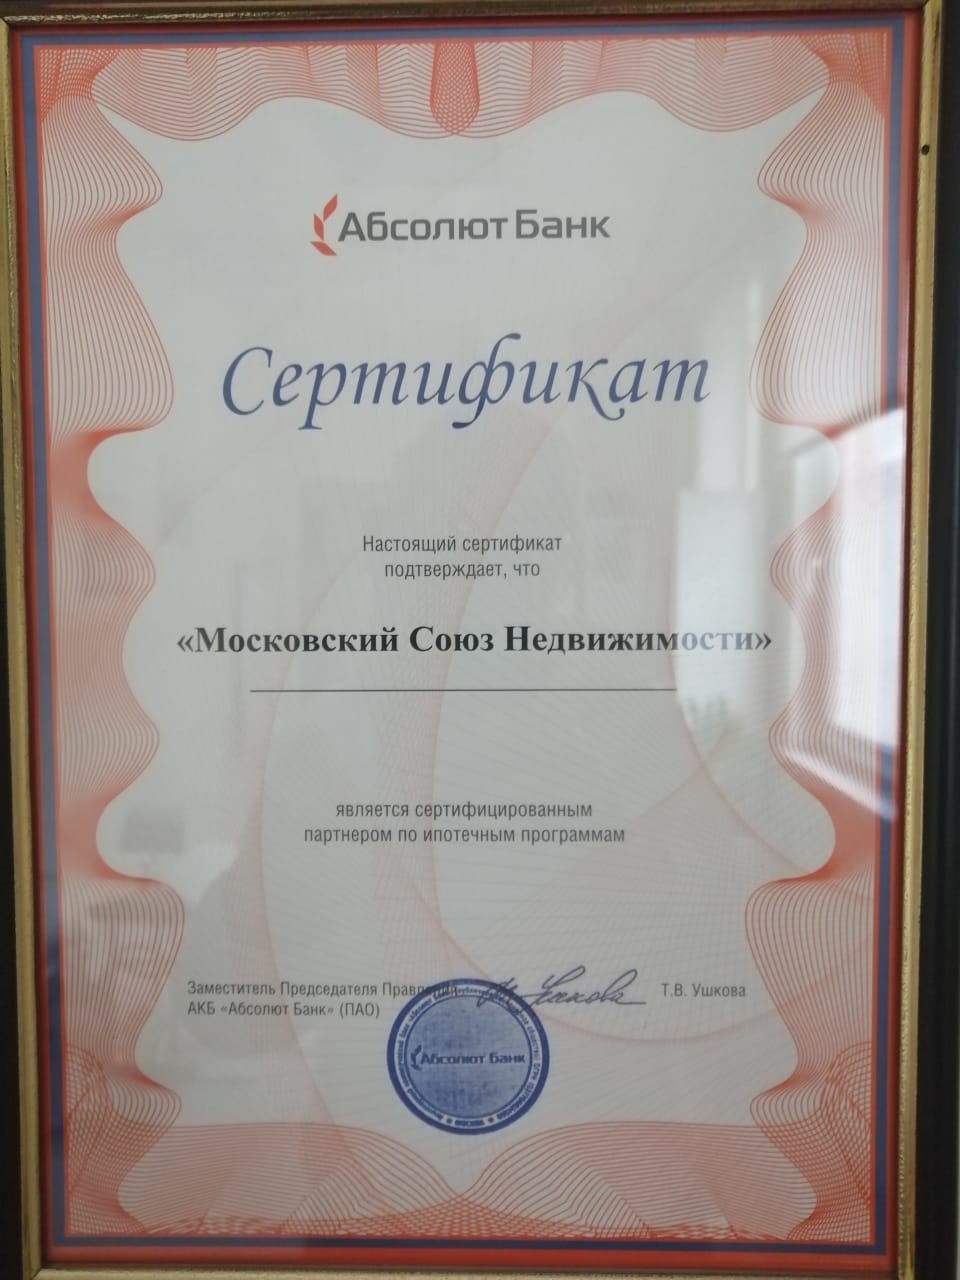 Абсолют Банк
Сертификат
Настоящий сертификат
подтверждает, что
«Московский Союз Недвижимости»
является сертифицированным
партнером по ипотечным программам
Заместитель Председателя Правления
АКБ «Абсолют Банк» (ПАО)
Т.В. Ушкова
Абсолют Банк